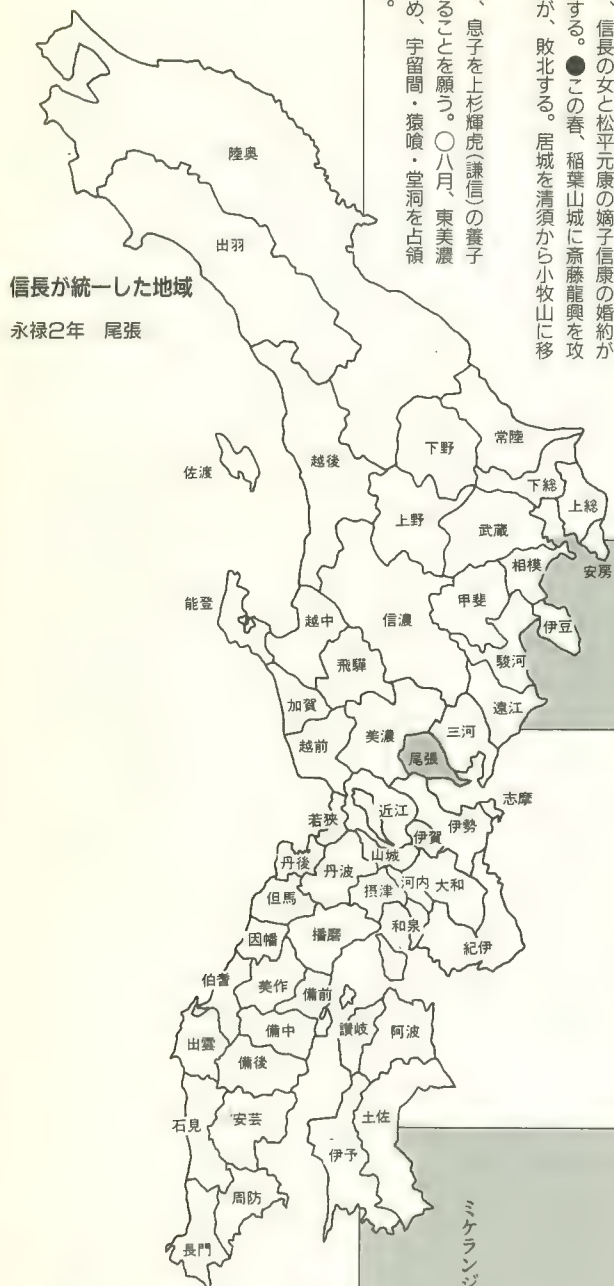 、信長の女と松平元康の嫡子信康の婚約が
する。●この春、稲葉山城に斎藤龍興を攻
が、敗北する。居城を清須から小牧山に移
、息子を上杉輝虎(謙信)の養子
ることを願う。○八月、東美濃
め、宇留間・猿喰・堂洞を占領
。
信長が統一した地域
永禄2年 尾張
陸奥
出羽
佐渡
越後
下野
常陸
下総
上総
上野
武蔵
安房
相模
能登
越中
信濃
甲斐
伊豆
飛驒
駿河
加賀
遠江
美濃
三河
越前
尾張
志摩
若狭
近江
伊勢
伊賀
丹後
山城
丹波
摂津
河内
大和
但馬
和泉
因幡
播磨
紀伊
伯耆
美作
備前
出雲
備中
讃岐
阿波
備後
石見
安芸
土佐
伊予
周防
長門
ミケランジ